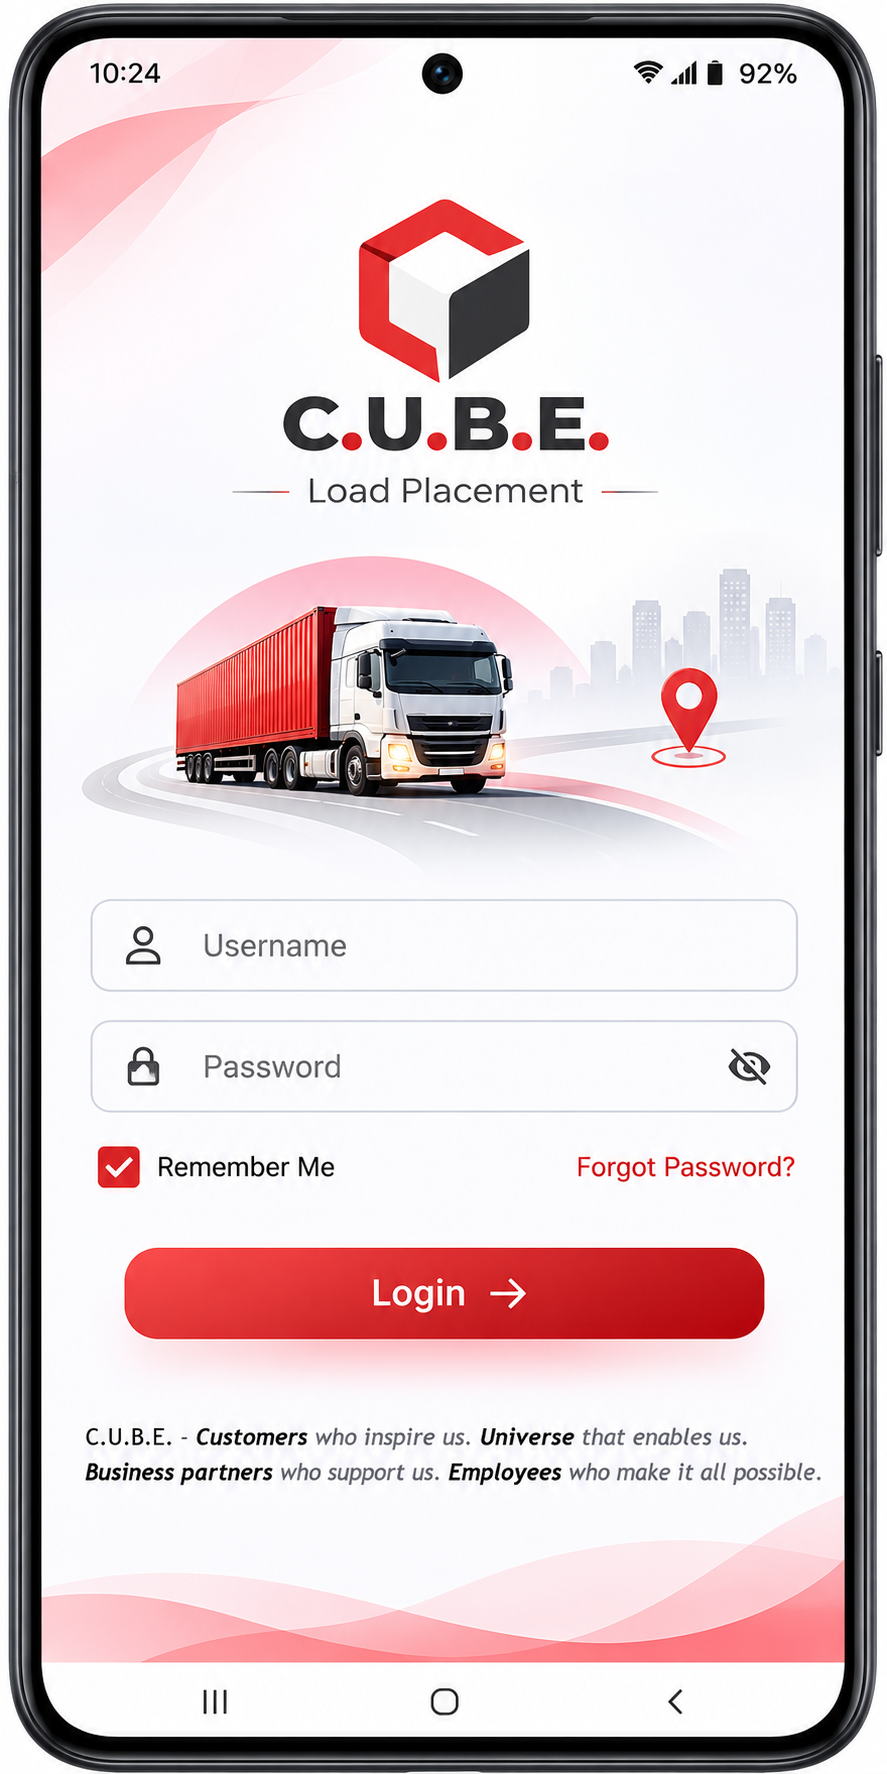 10:24 92%
C.U.B.E.
Load Placement
Username
Password
Remember Me Forgot Password?
Login →
C.U.B.E. - Customers who inspire us. Universe that enables us.
Business partners who support us. Employees who make it all possible.